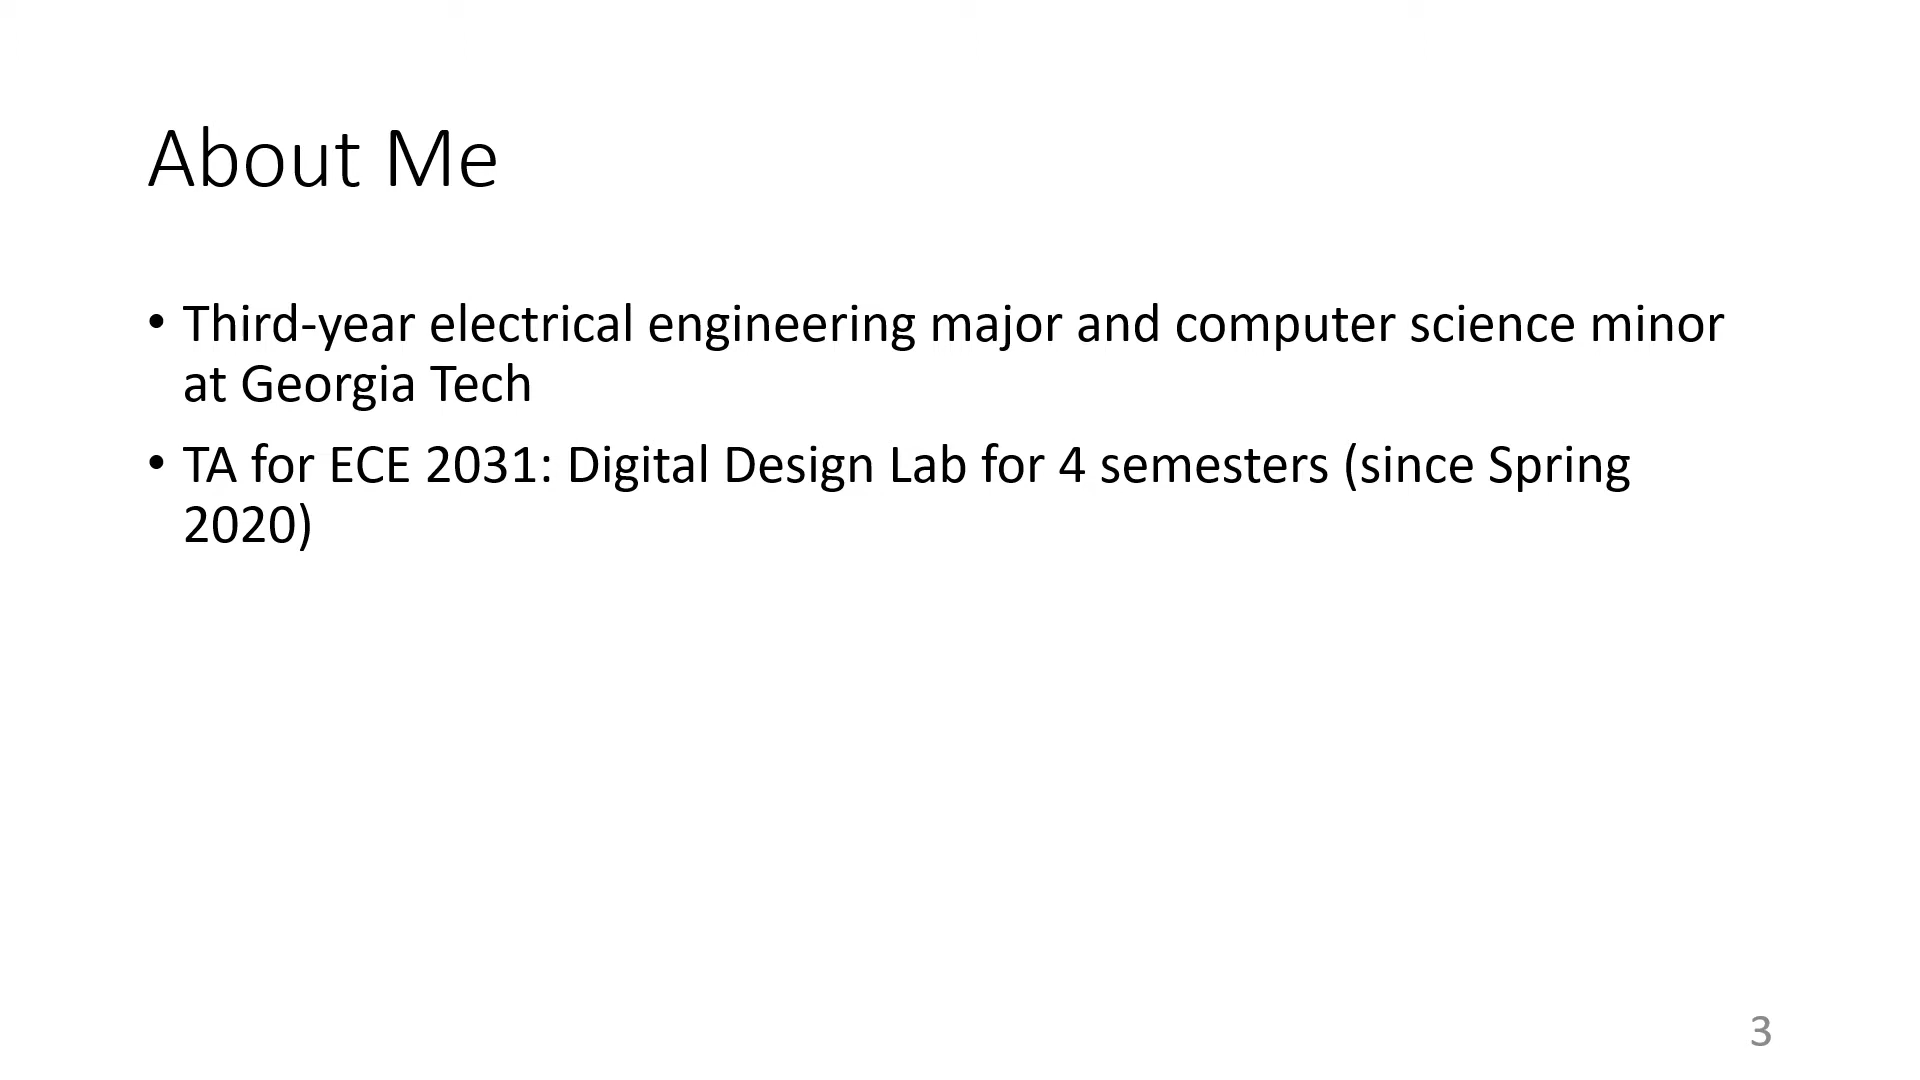 About Me
• Third-year electrical engineering major and computer science minor
at Georgia Tech
• TA for ECE 2031: Digital Design Lab for 4 semesters (since Spring
2020)
3